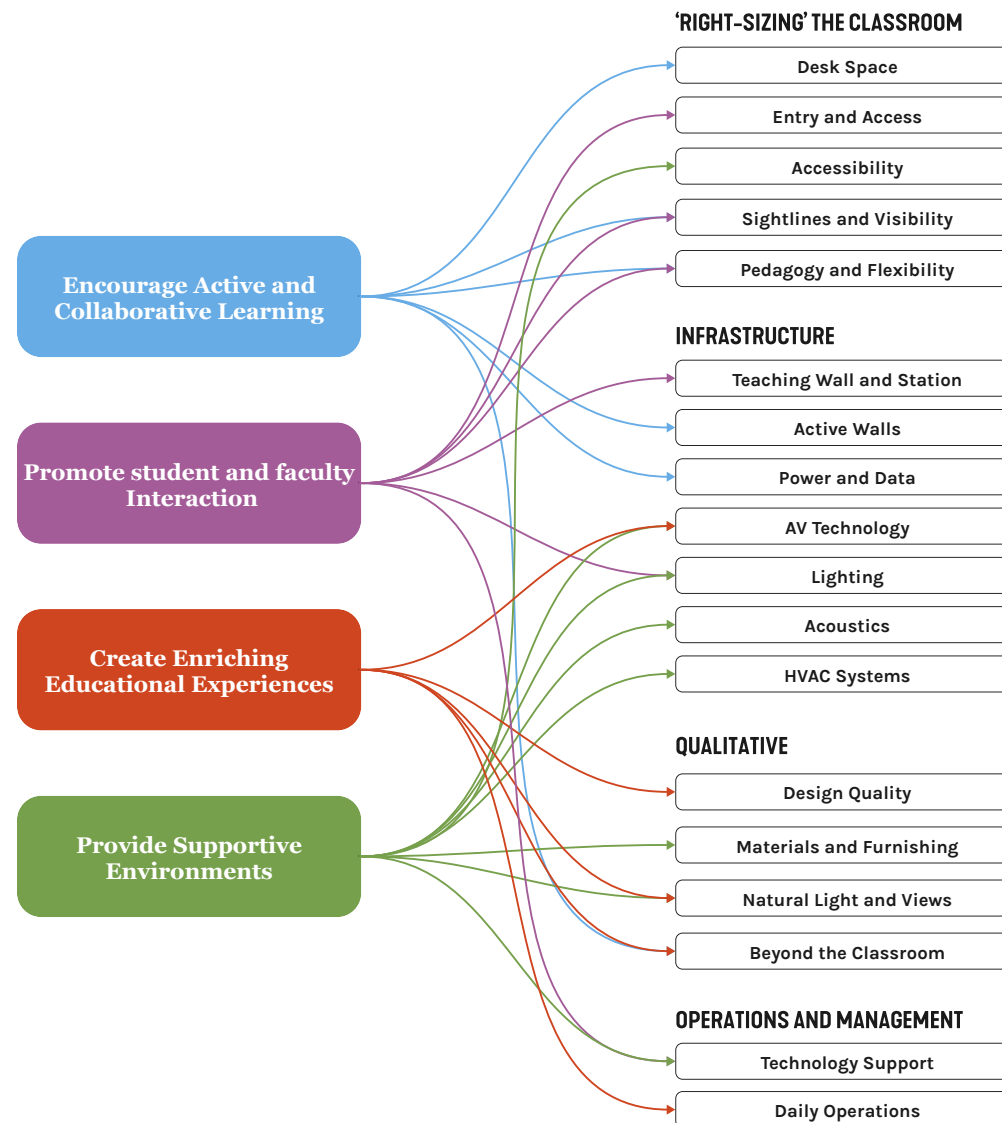 Encourage Active and
Collaborative Learning
Promote student and faculty
Interaction
Create Enriching
Educational Experiences
Provide Supportive
Environments
‘RIGHT-SIZING’ THE CLASSROOM
Desk Space
Entry and Access
Accessibility
Sightlines and Visibility
Pedagogy and Flexibility
INFRASTRUCTURE
Teaching Wall and Station
Active Walls
Power and Data
AV Technology
Lighting
Acoustics
HVAC Systems
QUALITATIVE
Design Quality
Materials and Furnishing
Natural Light and Views
Beyond the Classroom
OPERATIONS AND MANAGEMENT
Technology Support
Daily Operations